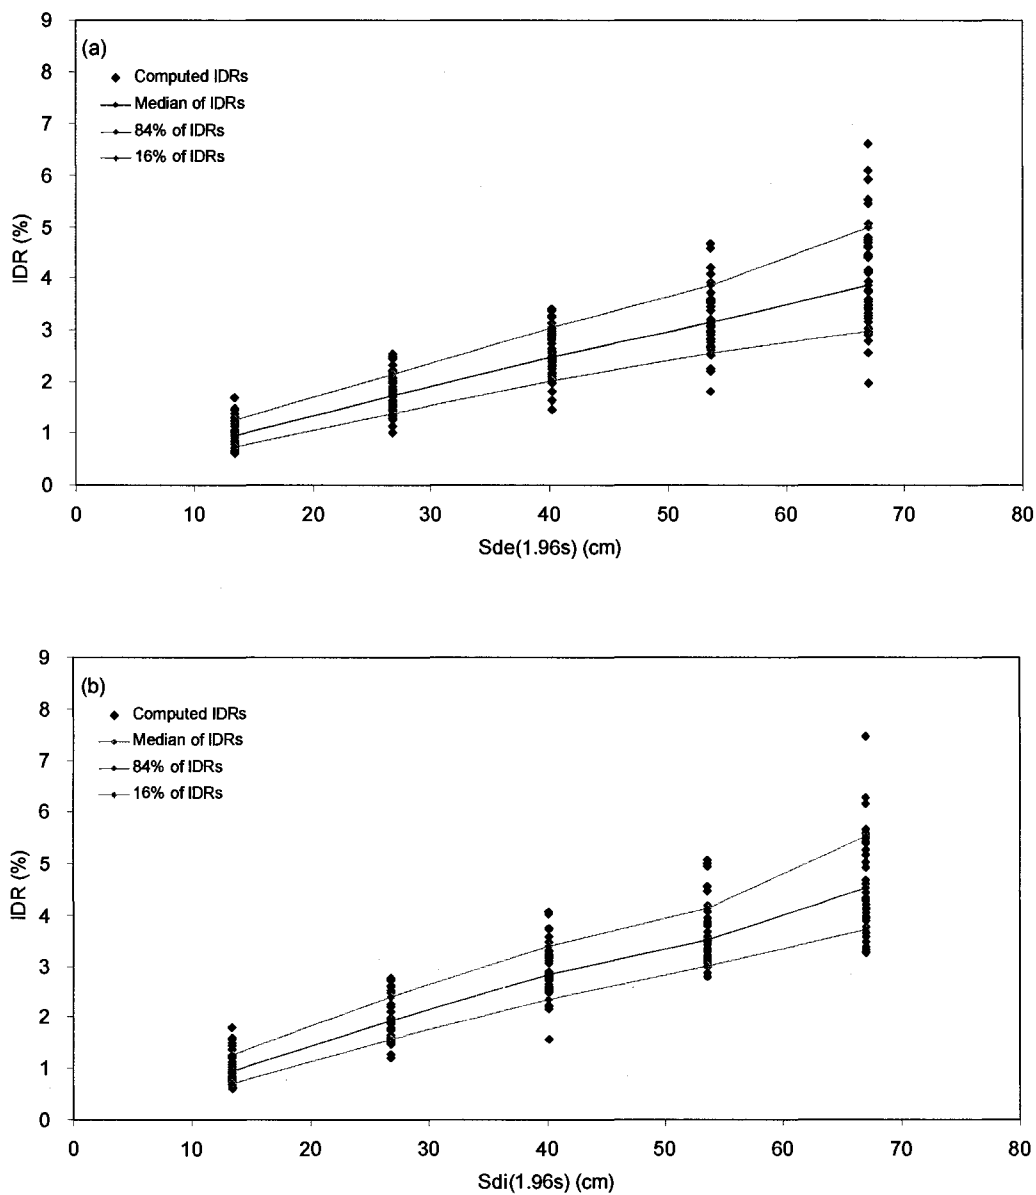 9
(a)
8
Computed IDRs
7
Median of IDRs
84% of IDRs
6
16% of IDRs
5
IDR (%)
4
3
2
1
0
0 10 20 30 40 50 60 70 80
Sde(1.96s) (cm)
9
(b)
8
Computed IDRs
Median of IDRs
7
84% of IDRs
16% of IDRs
6
5
IDR (%)
4
3
2
1
0
0 10 20 30 40 50 60 70 80
Sdi(1.96s) (cm)